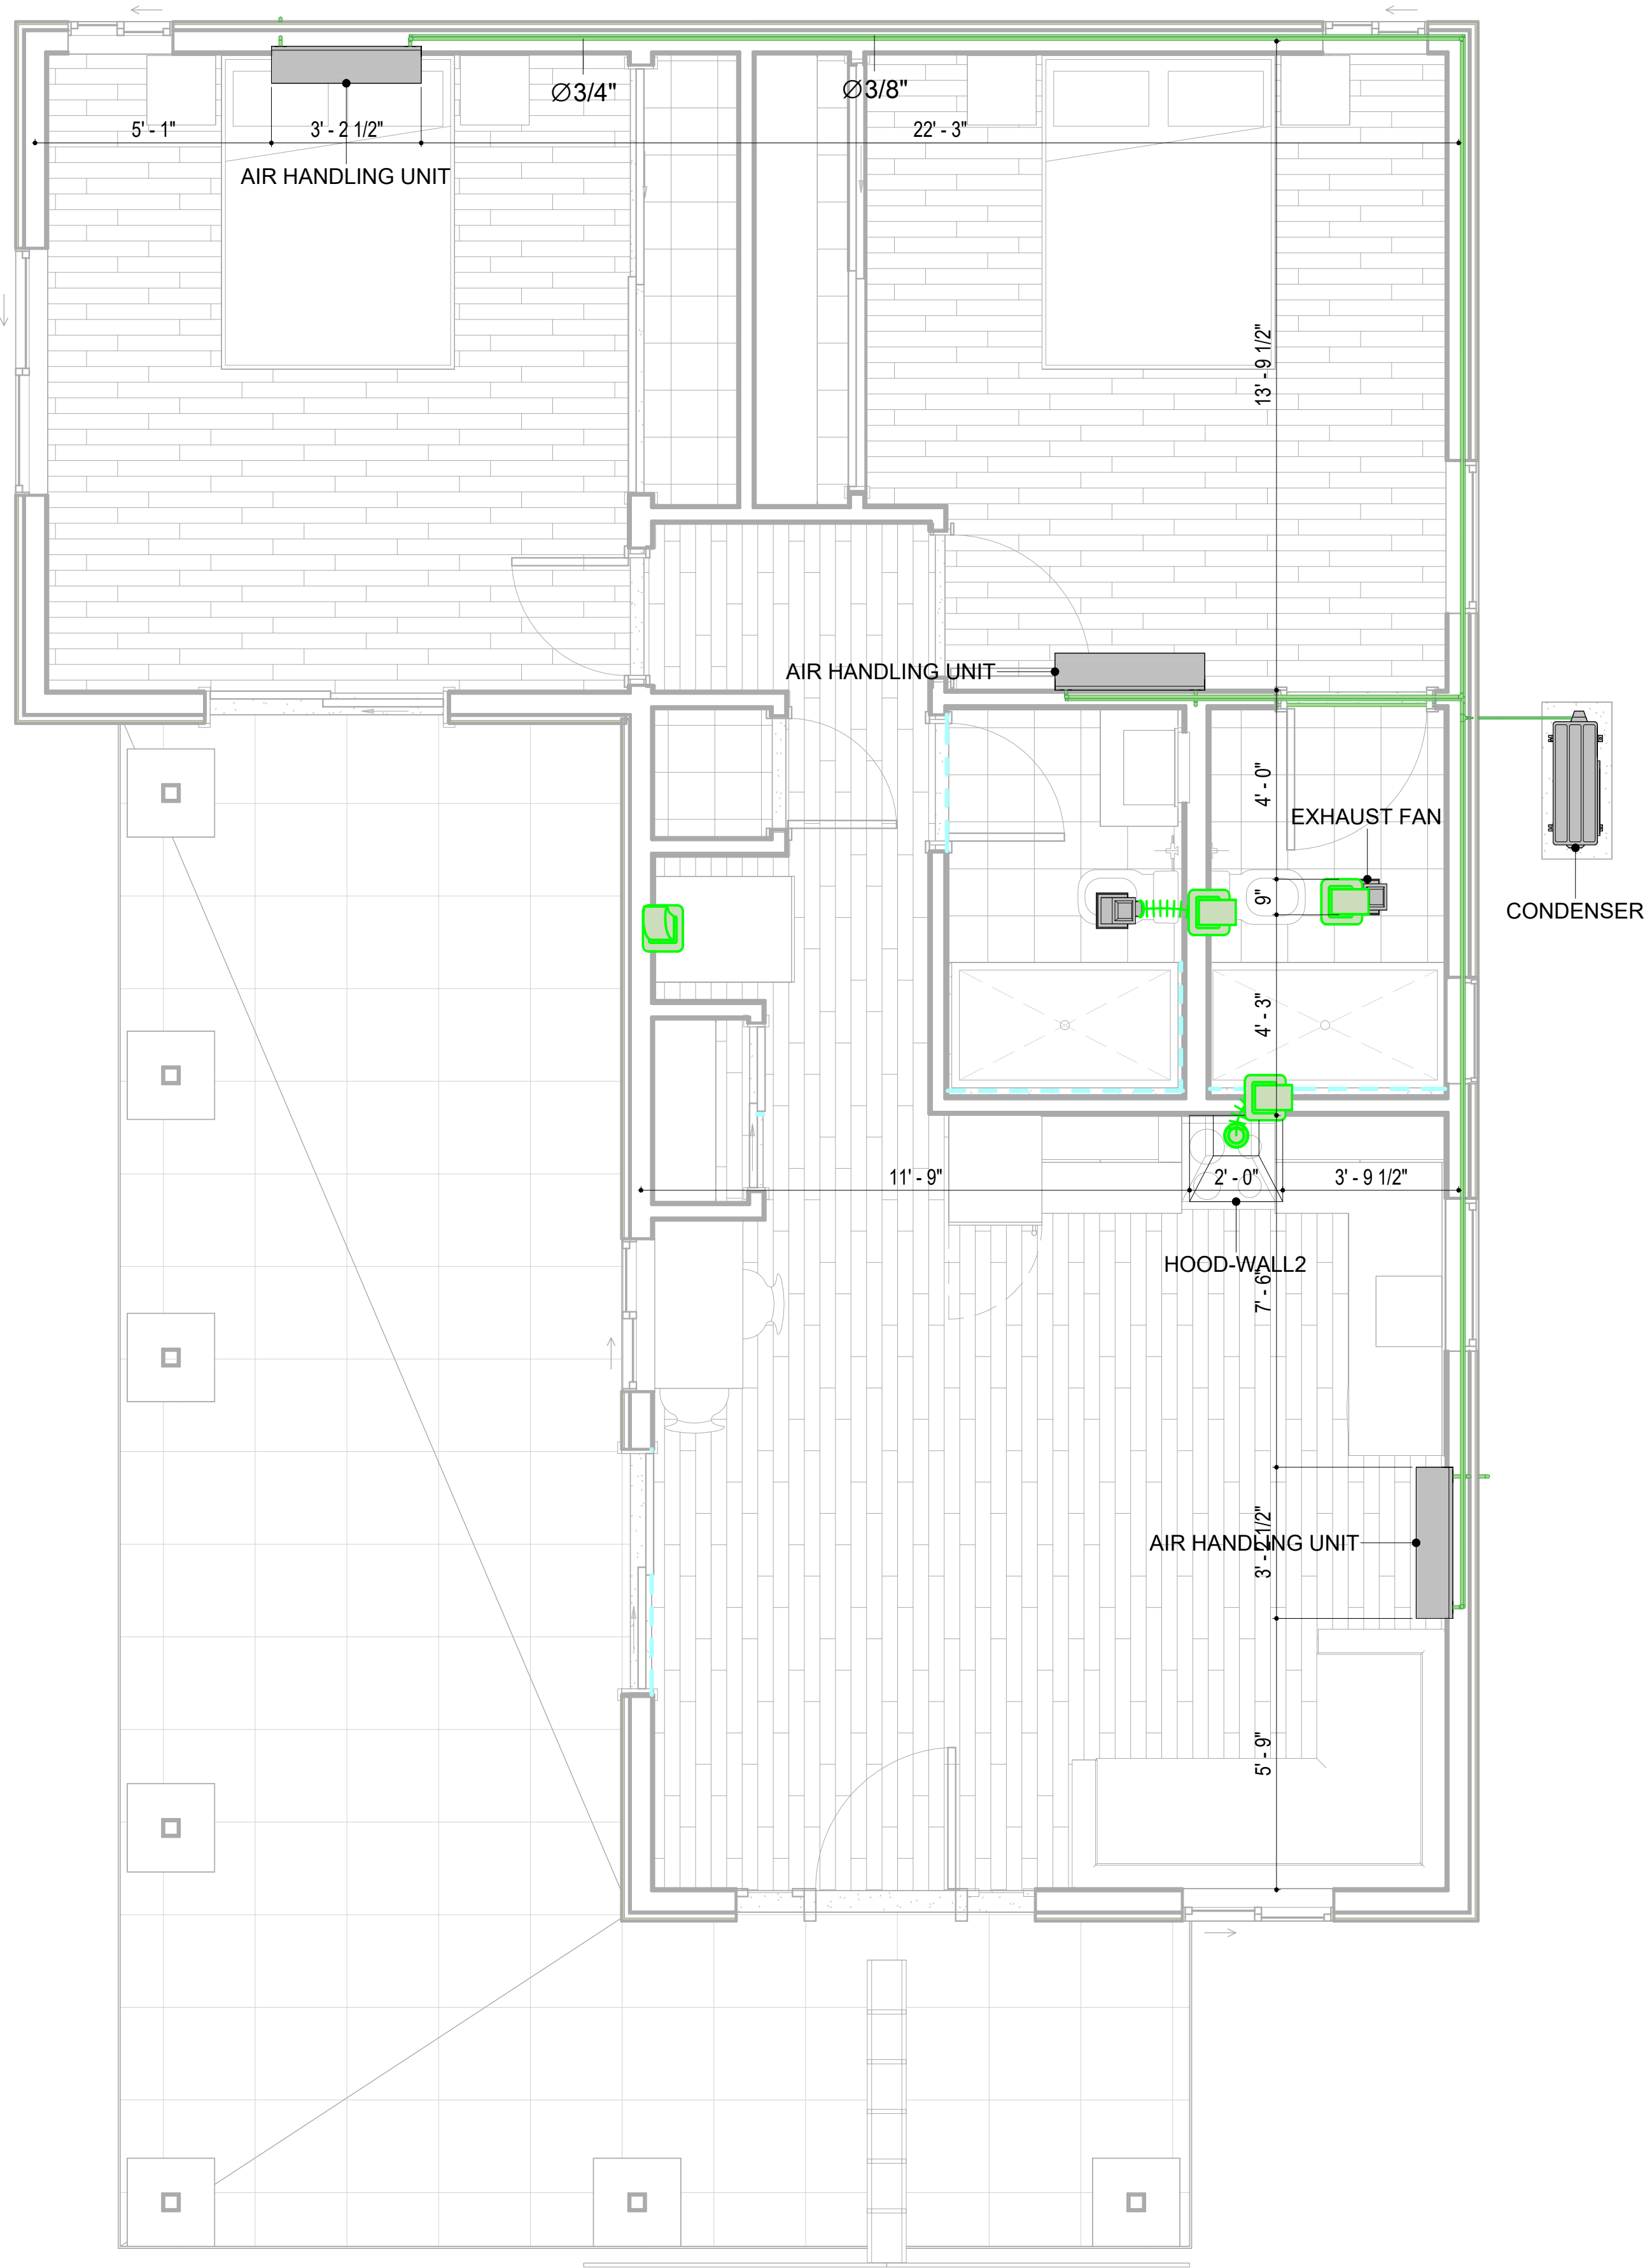 Ø3/4"
Ø3/8"
5' - 1"
3' - 2 1/2"
22' - 3"
AIR HANDLING UNIT
13' - 9 1/2"
AIR HANDLING UNIT
4' - 0"
EXHAUST FAN
9"
CONDENSER
4' - 3"
11' - 9"
2' - 0"
3' - 9 1/2"
HOOD-WALL2
7' - 6"
3' - 2 1/2"
AIR HANDLING UNIT
5' - 9"